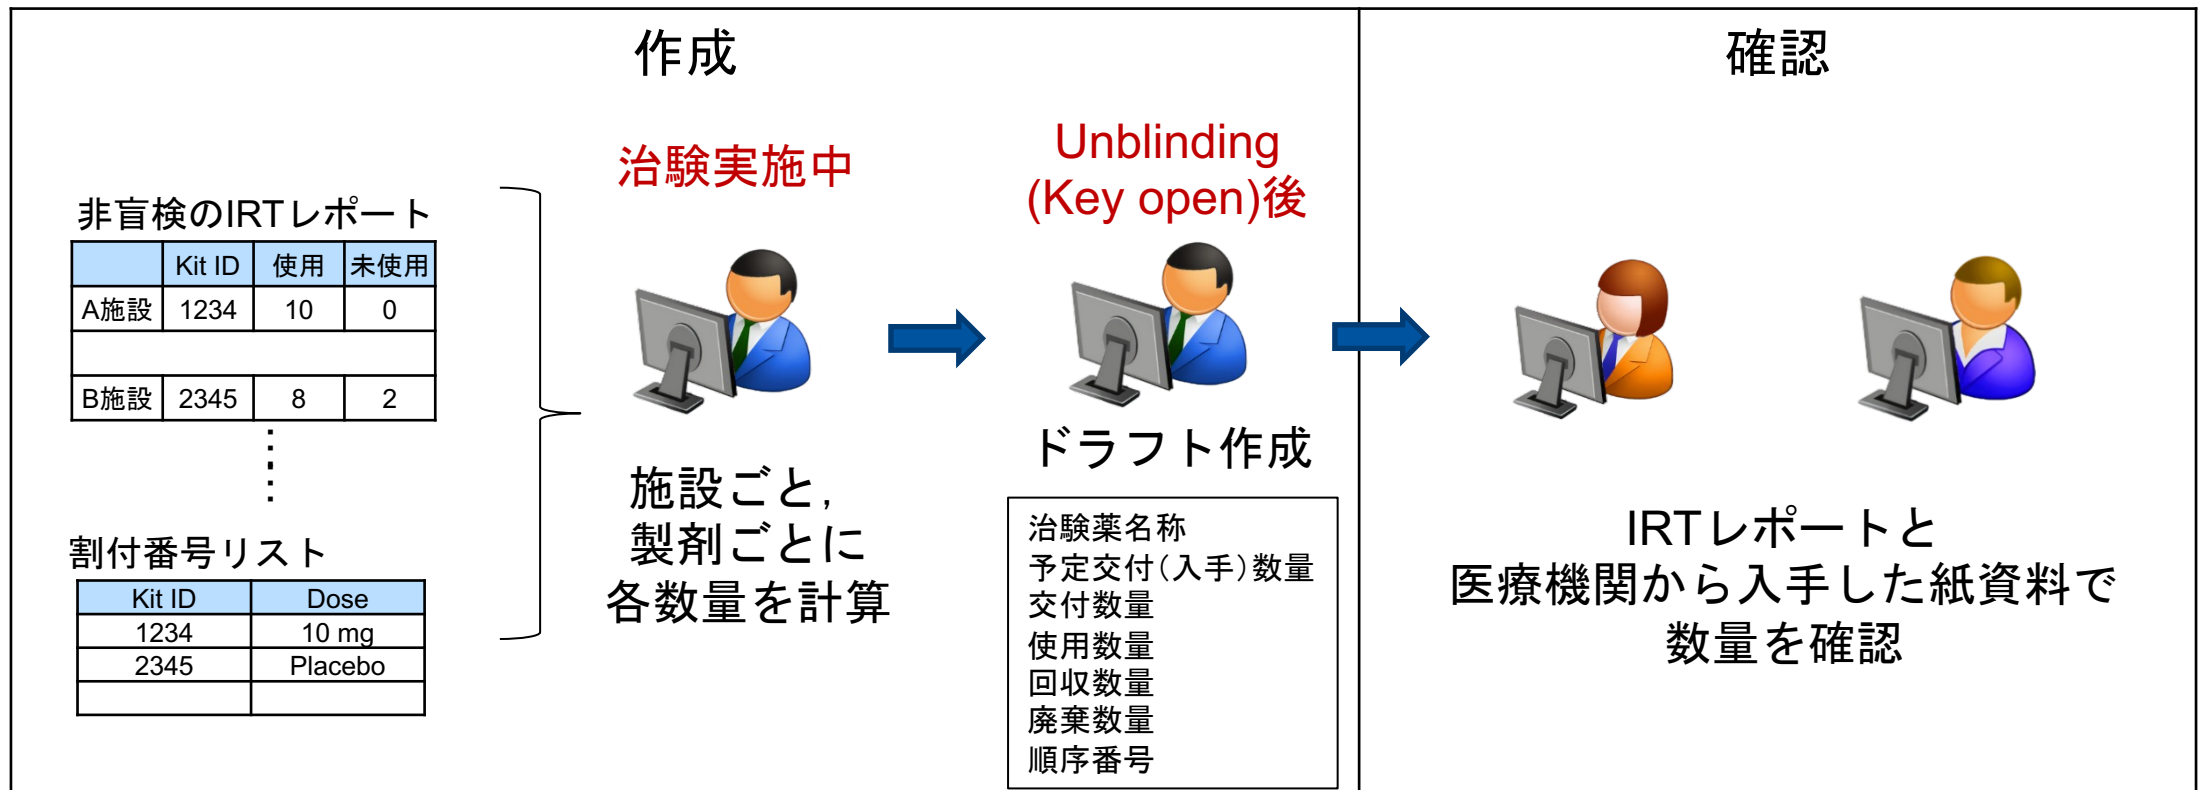 作成
確認
治験実施中
Unblinding
(Key open)後
非盲検のIRTレポート
Kit ID 使用 未使用
A施設 1234 10 0
B施設 2345 8 2
割付番号リスト
Kit ID Dose
1234 10 mg
2345 Placebo
施設ごと,
製剤ごとに
各数量を計算
ドラフト作成
治験薬名称
予定交付(入手)数量
交付数量
使用数量
回収数量
廃棄数量
順序番号
IRTレポートと
医療機関から入手した紙資料で
数量を確認